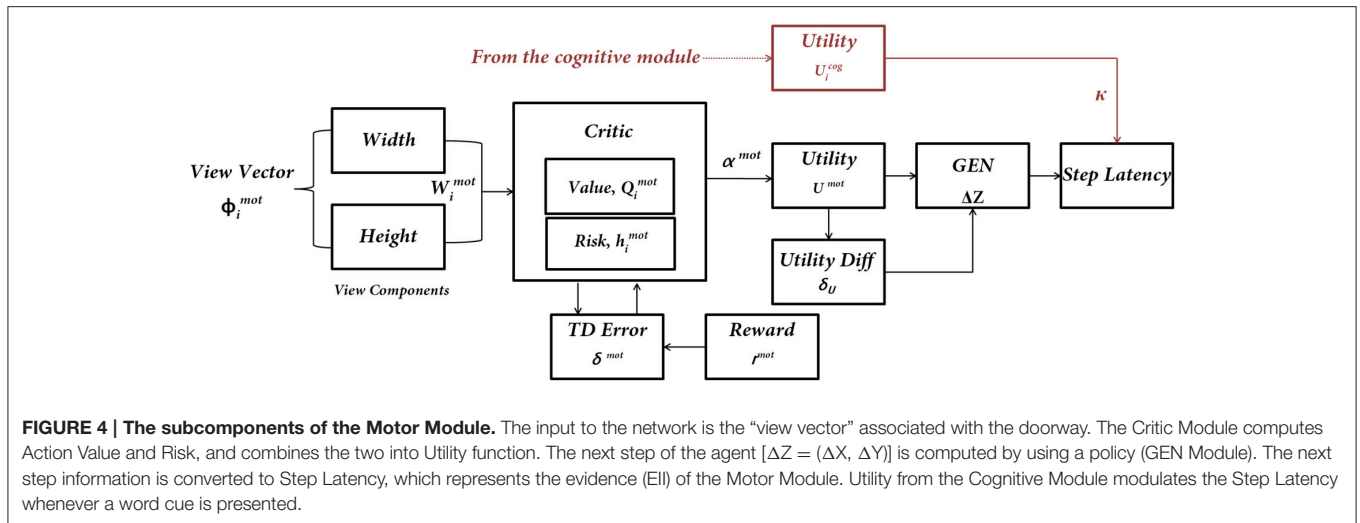 Utility
U_i^cog
From the cognitive module
κ
Width
Critic
α^mot
Utility
U^mot
GEN
ΔZ
Step Latency
View Vector
ϕ_i^mot
W_i^mot
Value, Q_i^mot
Risk, h_i^mot
Height
View Components
Utility Diff
δ_U
TD Error
δ^mot
Reward
r^mot
FIGURE 4 | The subcomponents of the Motor Module. The input to the network is the “view vector” associated with the doorway. The Critic Module computes
Action Value and Risk, and combines the two into Utility function. The next step of the agent [ΔZ = (ΔX, ΔY)] is computed by using a policy (GEN Module). The next
step information is converted to Step Latency, which represents the evidence (EII) of the Motor Module. Utility from the Cognitive Module modulates the Step Latency
whenever a word cue is presented.